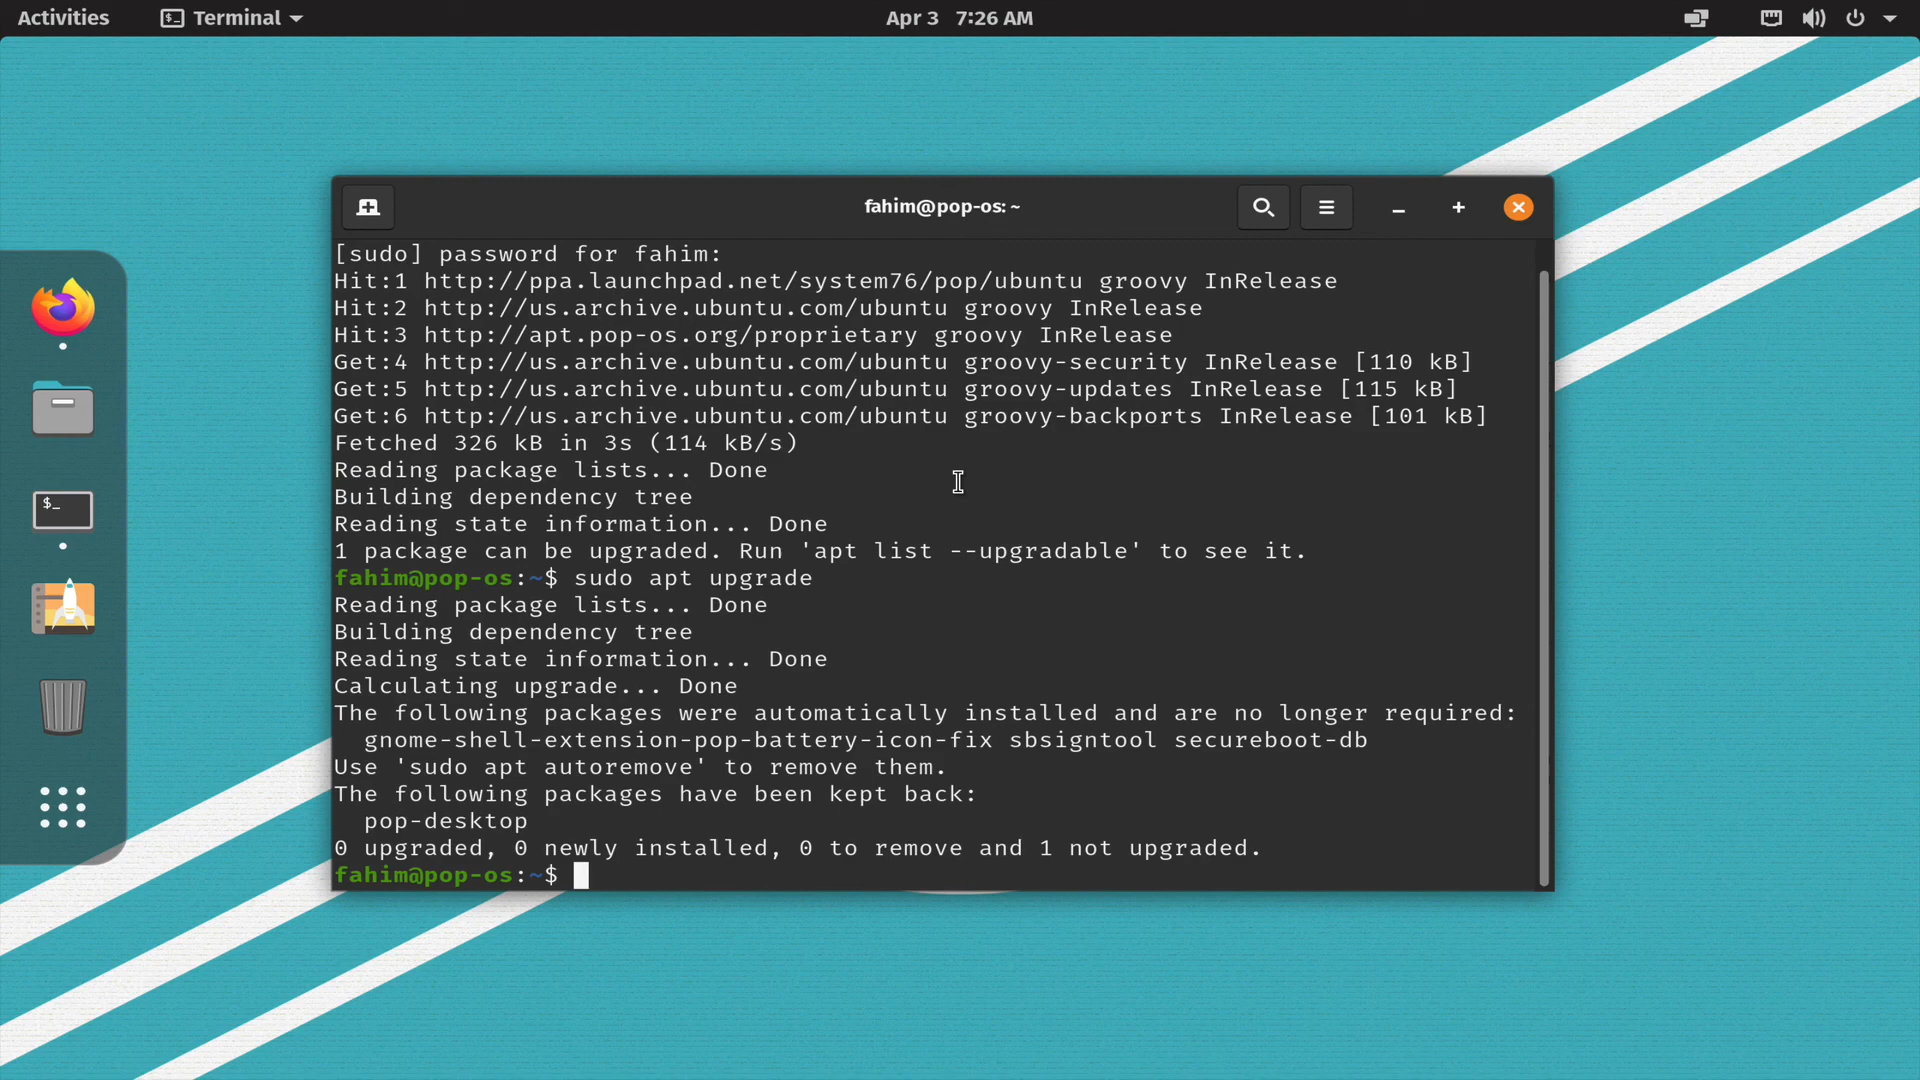 Activities Terminal Apr 3 7:26 AM
fahim@pop-os: ~
[sudo] password for fahim:
Hit:1 http://ppa.launchpad.net/system76/pop/ubuntu groovy InRelease
Hit:2 http://us.archive.ubuntu.com/ubuntu groovy InRelease
Hit:3 http://apt.pop-os.org/proprietary groovy InRelease
Get:4 http://us.archive.ubuntu.com/ubuntu groovy-security InRelease [110 kB]
Get:5 http://us.archive.ubuntu.com/ubuntu groovy-updates InRelease [115 kB]
Get:6 http://us.archive.ubuntu.com/ubuntu groovy-backports InRelease [101 kB]
Fetched 326 kB in 3s (114 kB/s)
Reading package lists... Done
Building dependency tree
Reading state information... Done
1 package can be upgraded. Run 'apt list --upgradable' to see it.
fahim@pop-os:~$ sudo apt upgrade
Reading package lists... Done
Building dependency tree
Reading state information... Done
Calculating upgrade... Done
The following packages were automatically installed and are no longer required:
  gnome-shell-extension-pop-battery-icon-fix sbsigntool secureboot-db
Use 'sudo apt autoremove' to remove them.
The following packages have been kept back:
  pop-desktop
0 upgraded, 0 newly installed, 0 to remove and 1 not upgraded.
fahim@pop-os:~$